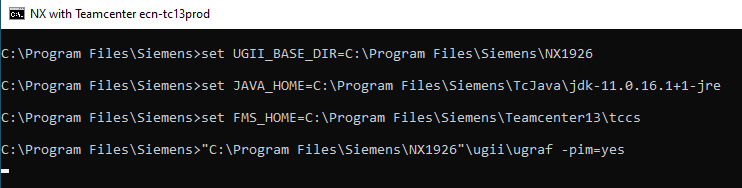 NX with Teamcenter ecn-tc13prod
C:\Program Files\Siemens>set UGII_BASE_DIR=C:\Program Files\Siemens\NX1926
C:\Program Files\Siemens>set JAVA_HOME=C:\Program Files\Siemens\TcJava\jdk-11.0.16.1+1-jre
C:\Program Files\Siemens>set FMS_HOME=C:\Program Files\Siemens\Teamcenter13\tccs
C:\Program Files\Siemens>"C:\Program Files\Siemens\NX1926"\ugii\ugraf -pim=yes